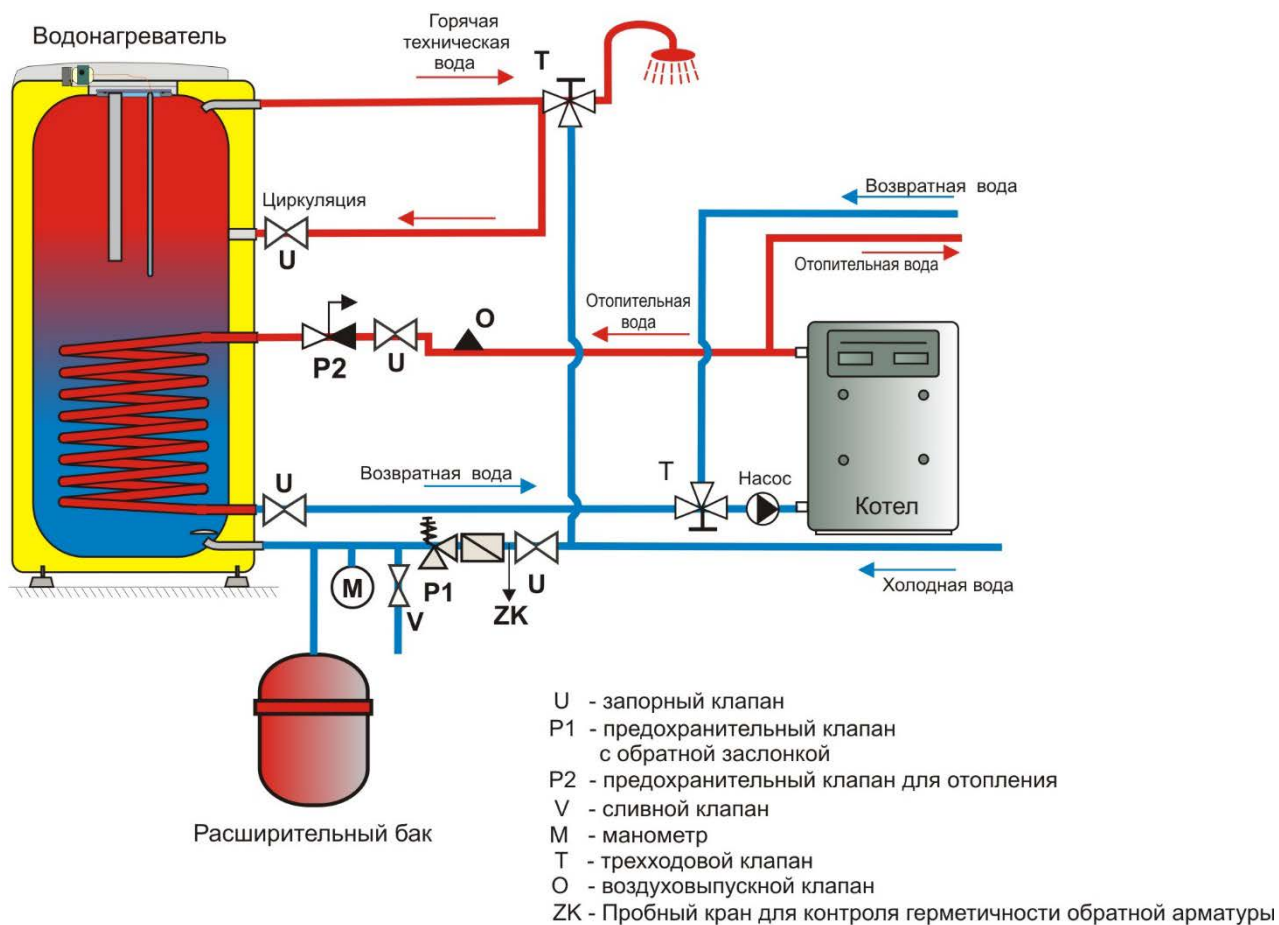 Водонагреватель
Горячая
техническая
вода
T
Возвратная вода
Циркуляция
U
Отопительная вода
Отопительная
вода
O
P2
U
U
Возвратная вода
T
Насос
Котел
M
V
P1
ZK
U
Холодная вода
Расширительный бак
U - запорный клапан
P1 - предохранительный клапан
с обратной заслонкой
P2 - предохранительный клапан для отопления
V - сливной клапан
M - манометр
T - трехходовой клапан
O - воздуховыпускной клапан
ZK - Пробный кран для контроля герметичности обратной арматуры